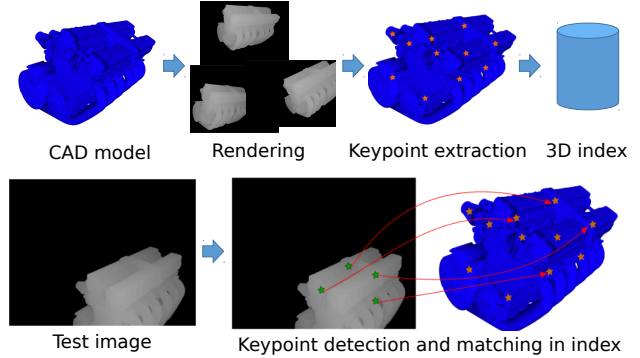 CAD model
Rendering
Keypoint extraction
3D index
Test image
Keypoint detection and matching in index